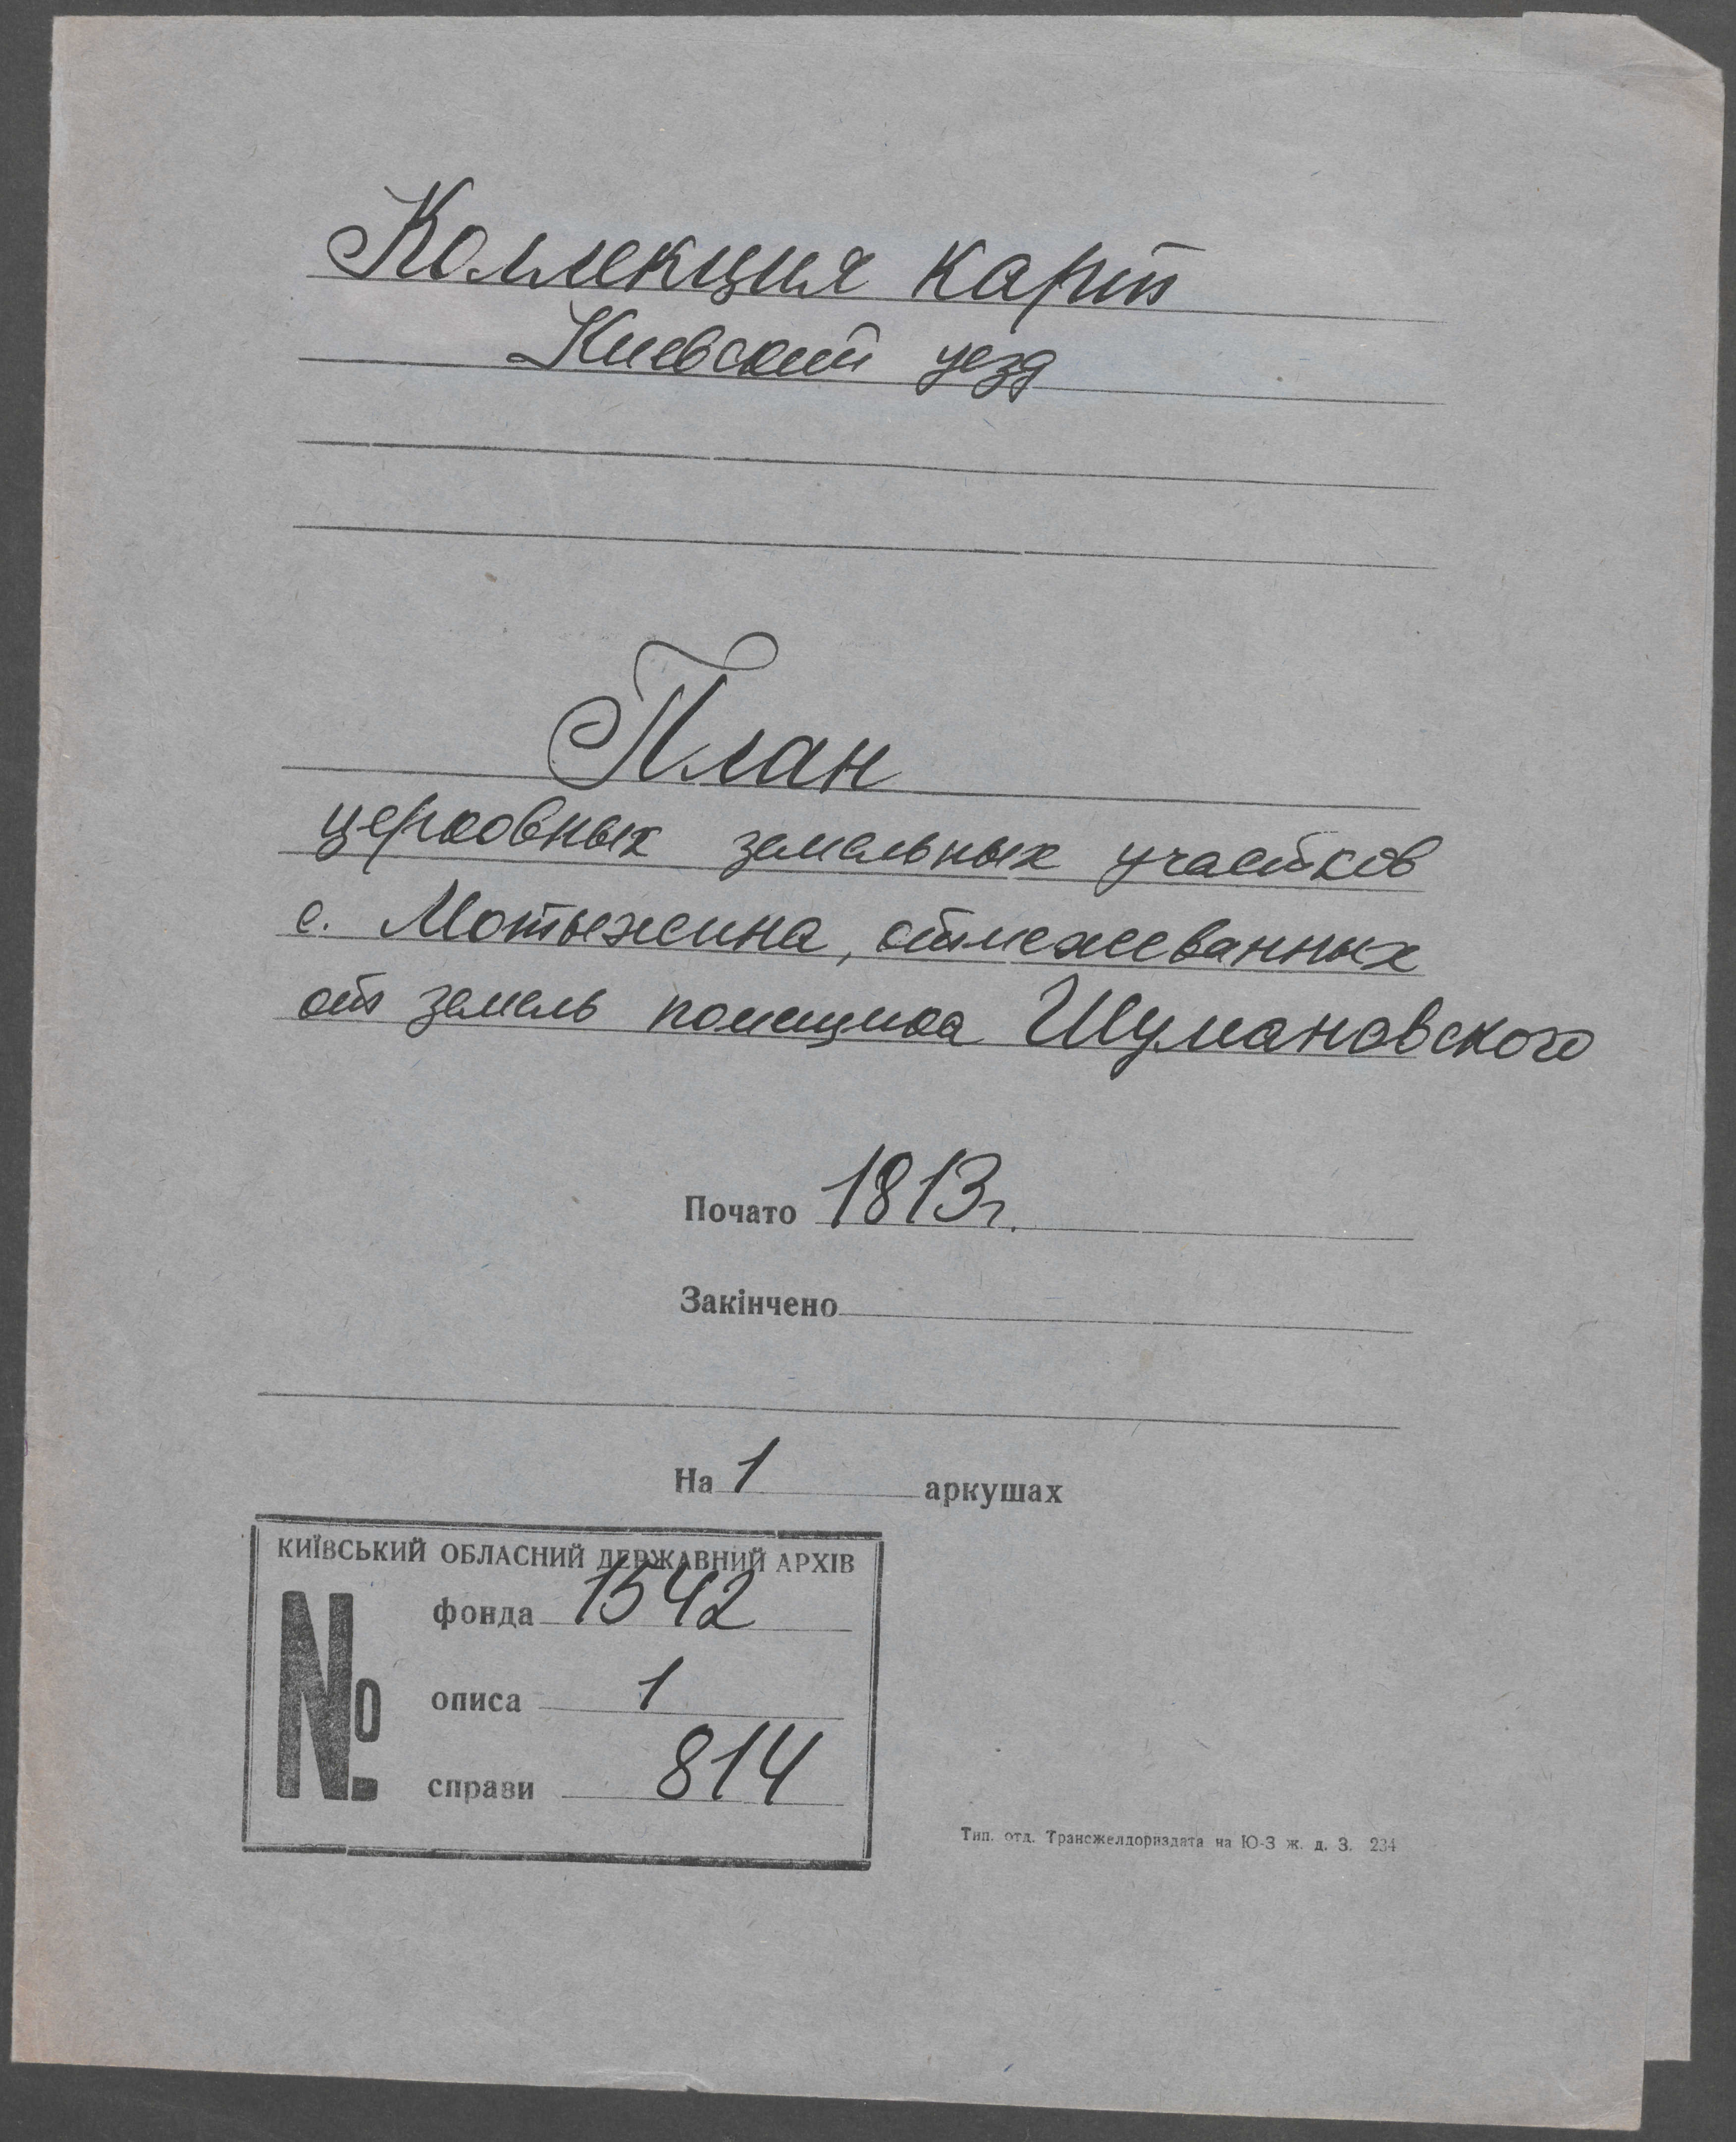 Коллекция карт
Киевский уезд
План
церковных земельных участков
с. Мотыжина, отмежеванных
от земель помещика Шумановского
Почато 1813г.
Закінчено
На 1 аркушах
КИЇВСЬКИЙ ОБЛАСНИЙ ДЕРЖАВНИЙ АРХІВ
№
фонда 1542
описа 1
справи 814
Тип. отд. Трансжелдориздата на Ю-З ж. д. З. 234